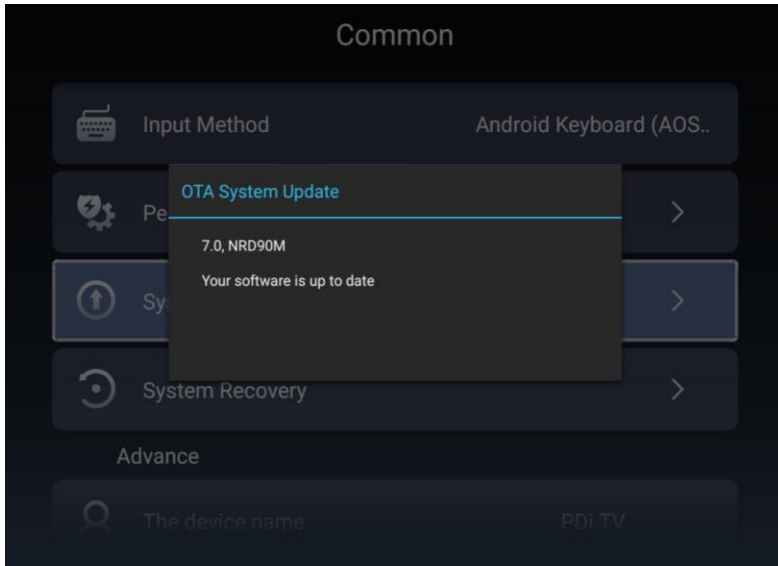 Common
Input Method Android Keyboard (AOS..
OTA System Update
Pe
7.0, NRD90M
Your software is up to date
Sy
System Recovery
Advance
The device name PDi TV